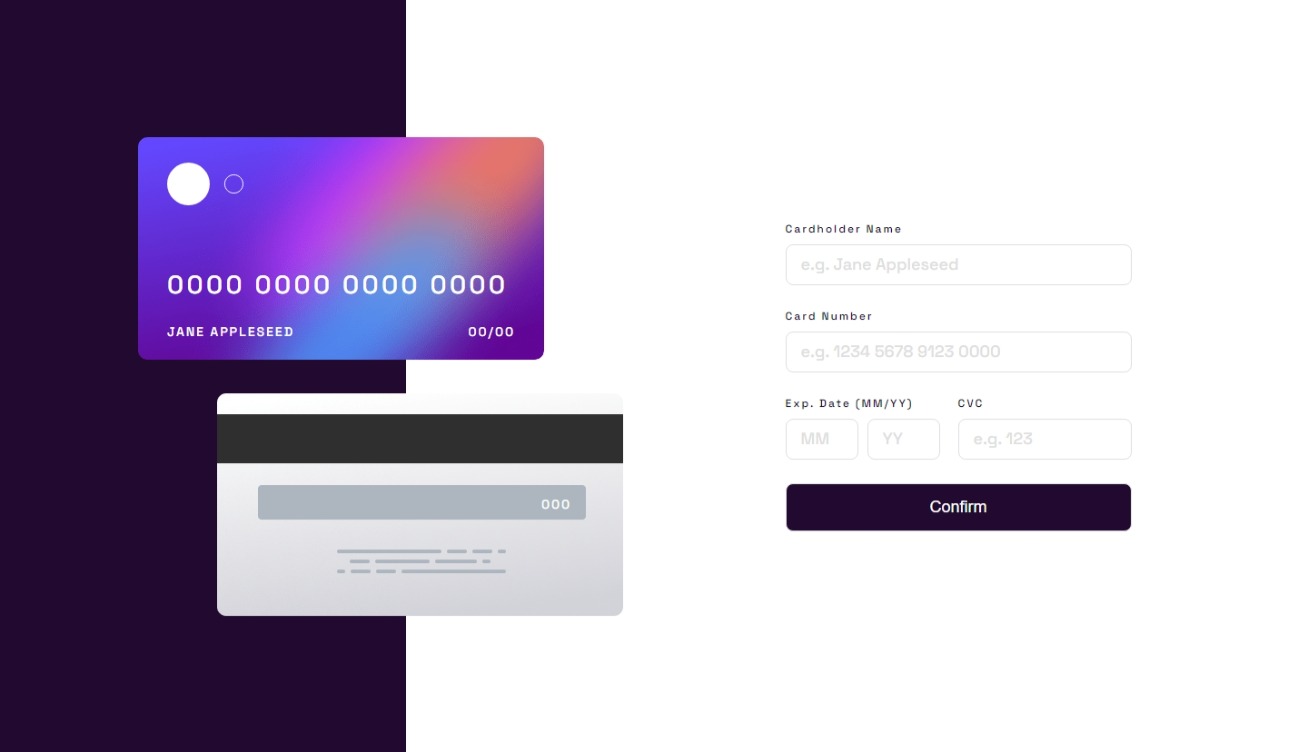 0000 0000 0000 0000
JANE APPLESEED 00/00
000
Cardholder Name
e.g. Jane Appleseed
Card Number
e.g. 1234 5678 9123 0000
Exp. Date (MM/YY) CVC
MM YY e.g. 123
Confirm